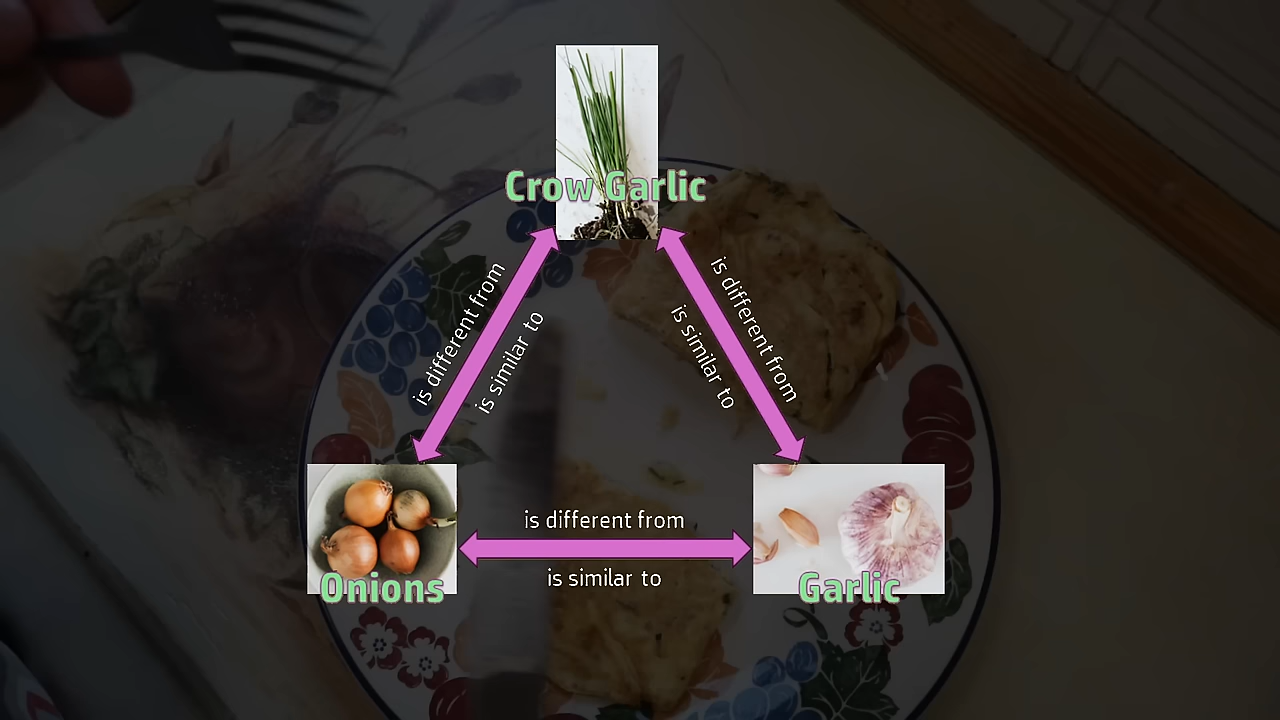 Crow Garlic
is different from
is similar to
is different from
is similar to
is different from
is similar to
Onions
Garlic